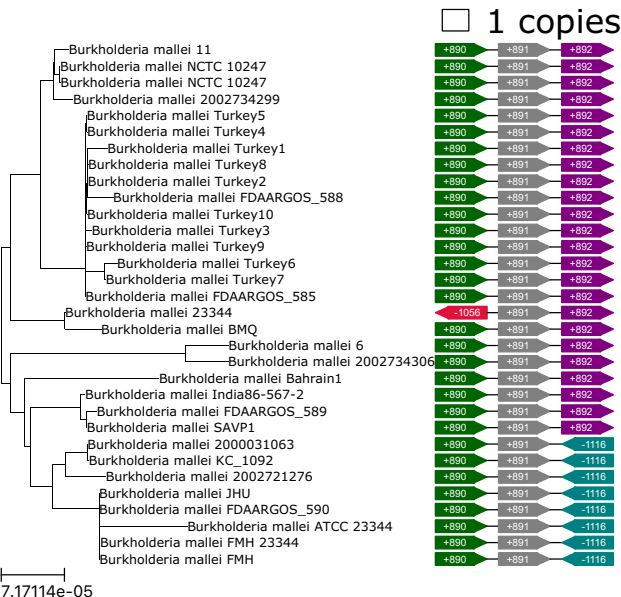 1 copies
Burkholderia mallei 11 +890 +891 +892
Burkholderia mallei NCTC 10247 +890 +891 +892
Burkholderia mallei NCTC 10247 +890 +891 +892
Burkholderia mallei 2002734299 +890 +891 +892
Burkholderia mallei Turkey5 +890 +891 +892
Burkholderia mallei Turkey4 +890 +891 +892
Burkholderia mallei Turkey1 +890 +891 +892
Burkholderia mallei Turkey8 +890 +891 +892
Burkholderia mallei Turkey2 +890 +891 +892
Burkholderia mallei FDAARGOS_588 +890 +891 +892
Burkholderia mallei Turkey10 +890 +891 +892
Burkholderia mallei Turkey3 +890 +891 +892
Burkholderia mallei Turkey9 +890 +891 +892
Burkholderia mallei Turkey6 +890 +891 +892
Burkholderia mallei Turkey7 +890 +891 +892
Burkholderia mallei FDAARGOS_585 +890 +891 +892
Burkholderia mallei 23344 -1056 +891 +892
Burkholderia mallei BMQ +890 +891 +892
Burkholderia mallei 6 +890 +891 +892
Burkholderia mallei 2002734306 +890 +891 +892
Burkholderia mallei Bahrain1 +890 +891 +892
Burkholderia mallei India86-567-2 +890 +891 +892
Burkholderia mallei FDAARGOS_589 +890 +891 +892
Burkholderia mallei SAVP1 +890 +891 +892
Burkholderia mallei 2000031063 +890 +891 -1116
Burkholderia mallei KC_1092 +890 +891 -1116
Burkholderia mallei 2002721276 +890 +891 -1116
Burkholderia mallei JHU +890 +891 -1116
Burkholderia mallei FDAARGOS_590 +890 +891 -1116
Burkholderia mallei ATCC 23344 +890 +891 -1116
Burkholderia mallei FMH 23344 +890 +891 -1116
Burkholderia mallei FMH +890 +891 -1116
7.17114e-05